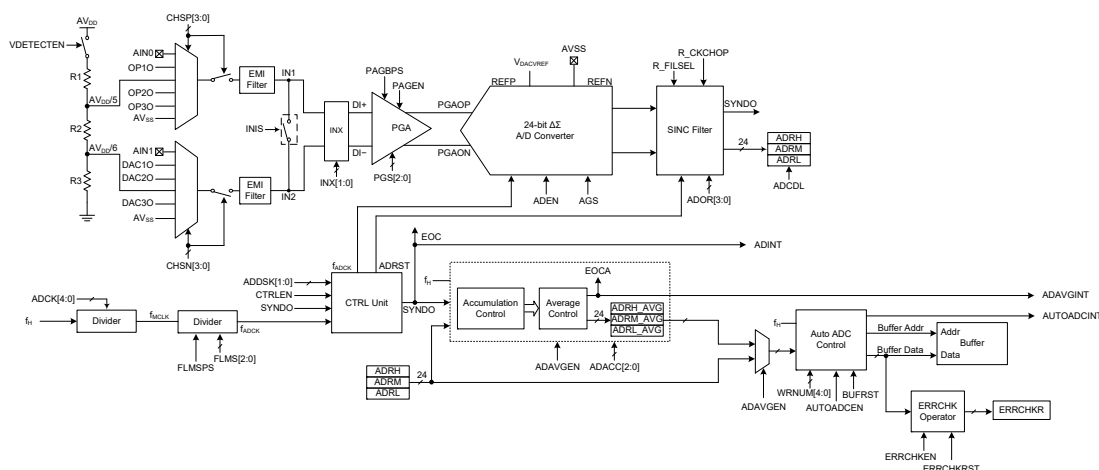 AVDD
CHSP[3:0]
VDETECTEN
AIN0
OP1O
R1
AVDD/5
OP2O
OP3O
AVSS
EMI
Filter
IN1
R2
AVDD/6
R3
AIN1
DAC1O
DAC2O
DAC3O
AVSS
CHSN[3:0]
EMI
Filter
IN2
INIS
INX
INX[1:0]
DI+
DI−
PAGBPS
PAGEN
PGA
PGS[2:0]
PGAOP
PGAON
VDACVREF
AVSS
REFP
REFN
24-bit ΔΣ
A/D Converter
ADEN
AGS
R_CKCHOP
R_FILSEL
SINC Filter
SYNDO
24
ADRH
ADRM
ADRL
ADCDL
ADOR[3:0]
fADCK
ADRST
EOC
ADINT
ADCK[4:0]
fH
Divider
fMCLK
Divider
fADCK
FLMSPS
FLMS[2:0]
ADDSK[1:0]
CTRLEN
SYNDO
CTRL Unit
SYNDO
fH
Accumulation
Control
Average
Control
24
EOCA
ADRH_AVG
ADRM_AVG
ADRL_AVG
ADAVGEN
ADACC[2:0]
ADAVGINT
AUTOADCINT
ADRH
ADRM
ADRL
24
ADAVGEN
fH
Auto ADC
Control
WRNUM[4:0]
AUTOADCEN
BUFRST
Buffer Addr
Buffer Data
Addr
Buffer
Data
ERRCHK
Operator
ERRCHKR
ERRCHKEN
ERRCHKRST